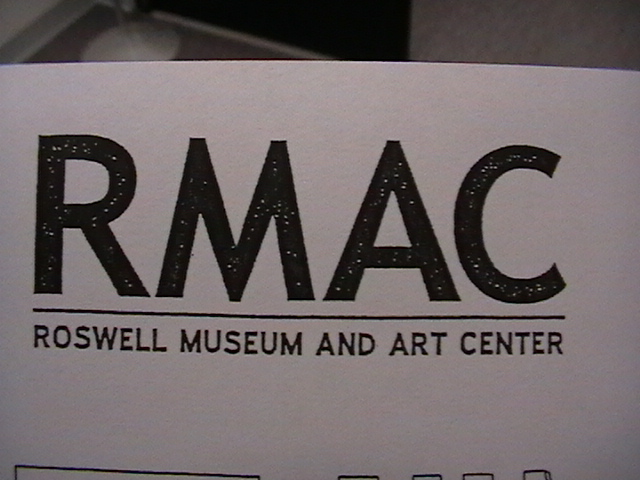 RMAC
ROSWELL MUSEUM AND ART CENTER